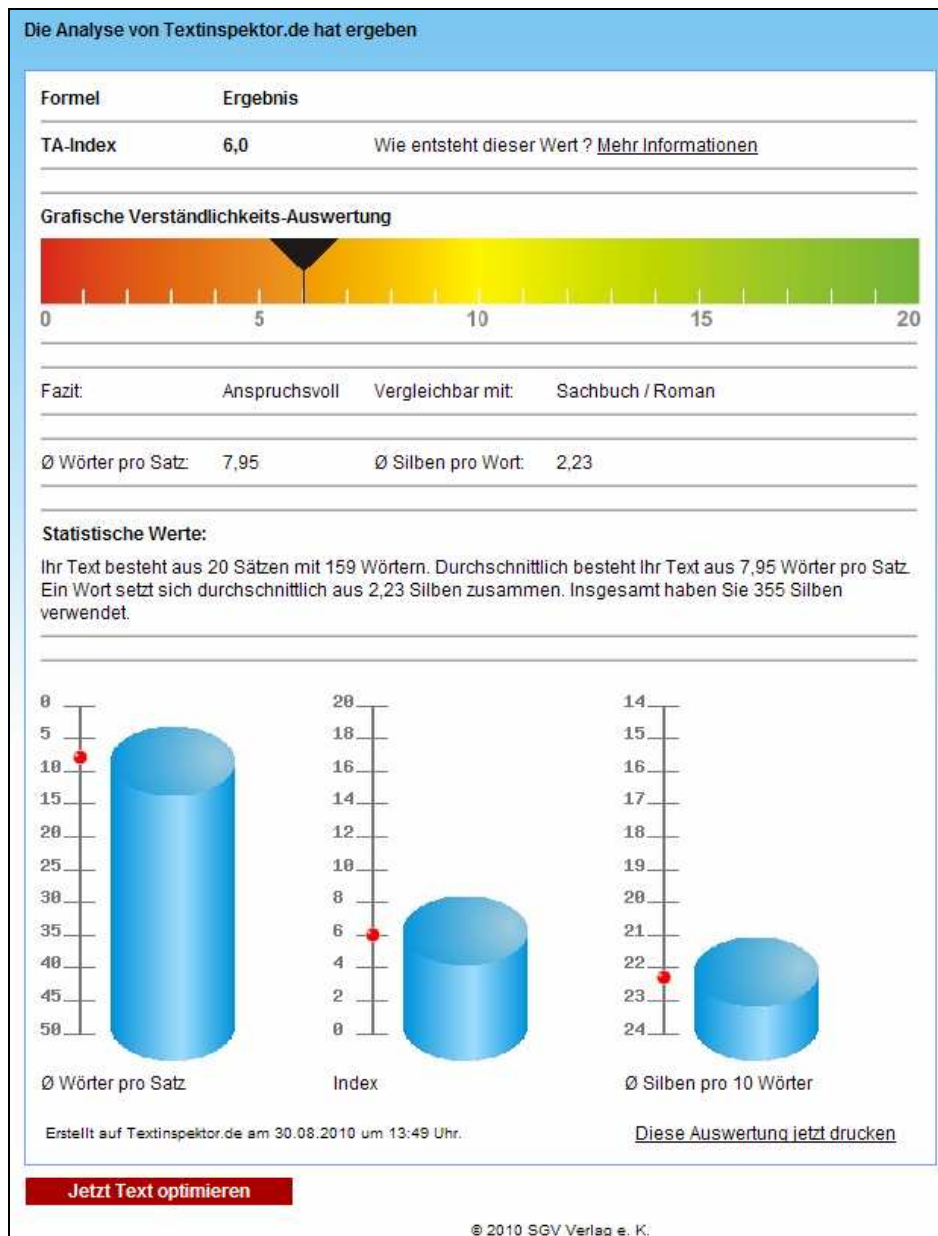 Die Analyse von Textinspektor.de hat ergeben
Formel Ergebnis
TA-Index 6,0 Wie entsteht dieser Wert ? Mehr Informationen
Grafische Verständlichkeits-Auswertung
0 5 10 15 20
Fazit: Anspruchsvoll Vergleichbar mit: Sachbuch / Roman
Ø Wörter pro Satz: 7,95 Ø Silben pro Wort: 2,23
Statistische Werte:
Ihr Text besteht aus 20 Sätzen mit 159 Wörtern. Durchschnittlich besteht Ihr Text aus 7,95 Wörter pro Satz.
Ein Wort setzt sich durchschnittlich aus 2,23 Silben zusammen. Insgesamt haben Sie 355 Silben
verwendet.
0 20 14
5 18 15
10 16 16
15 14 17
20 12 18
25 10 19
30 8 20
35 6 21
40 4 22
45 2 23
50 0 24
Ø Wörter pro Satz Index Ø Silben pro 10 Wörter
Erstellt auf Textinspektor.de am 30.08.2010 um 13:49 Uhr. Diese Auswertung jetzt drucken
Jetzt Text optimieren
© 2010 SGV Verlag e. K.